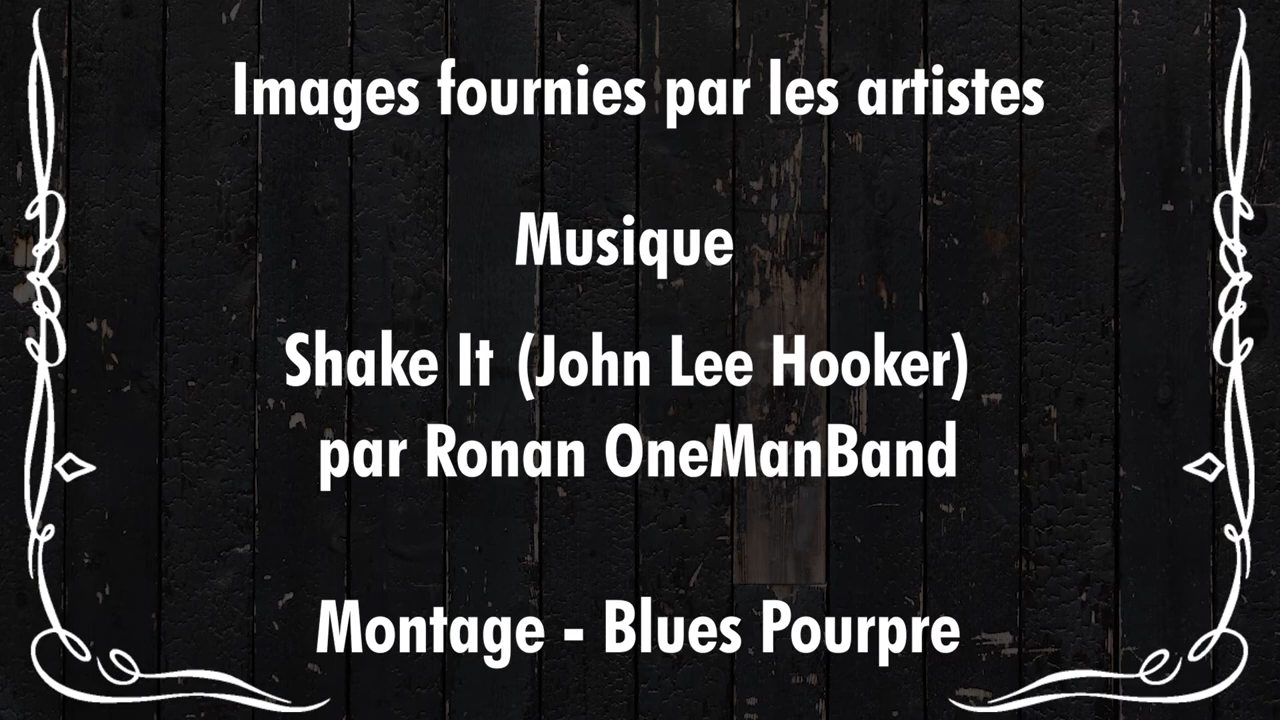 Images fournies par les artistes
Musique
Shake It (John Lee Hooker)
par Ronan OneManBand
Montage - Blues Pourpre